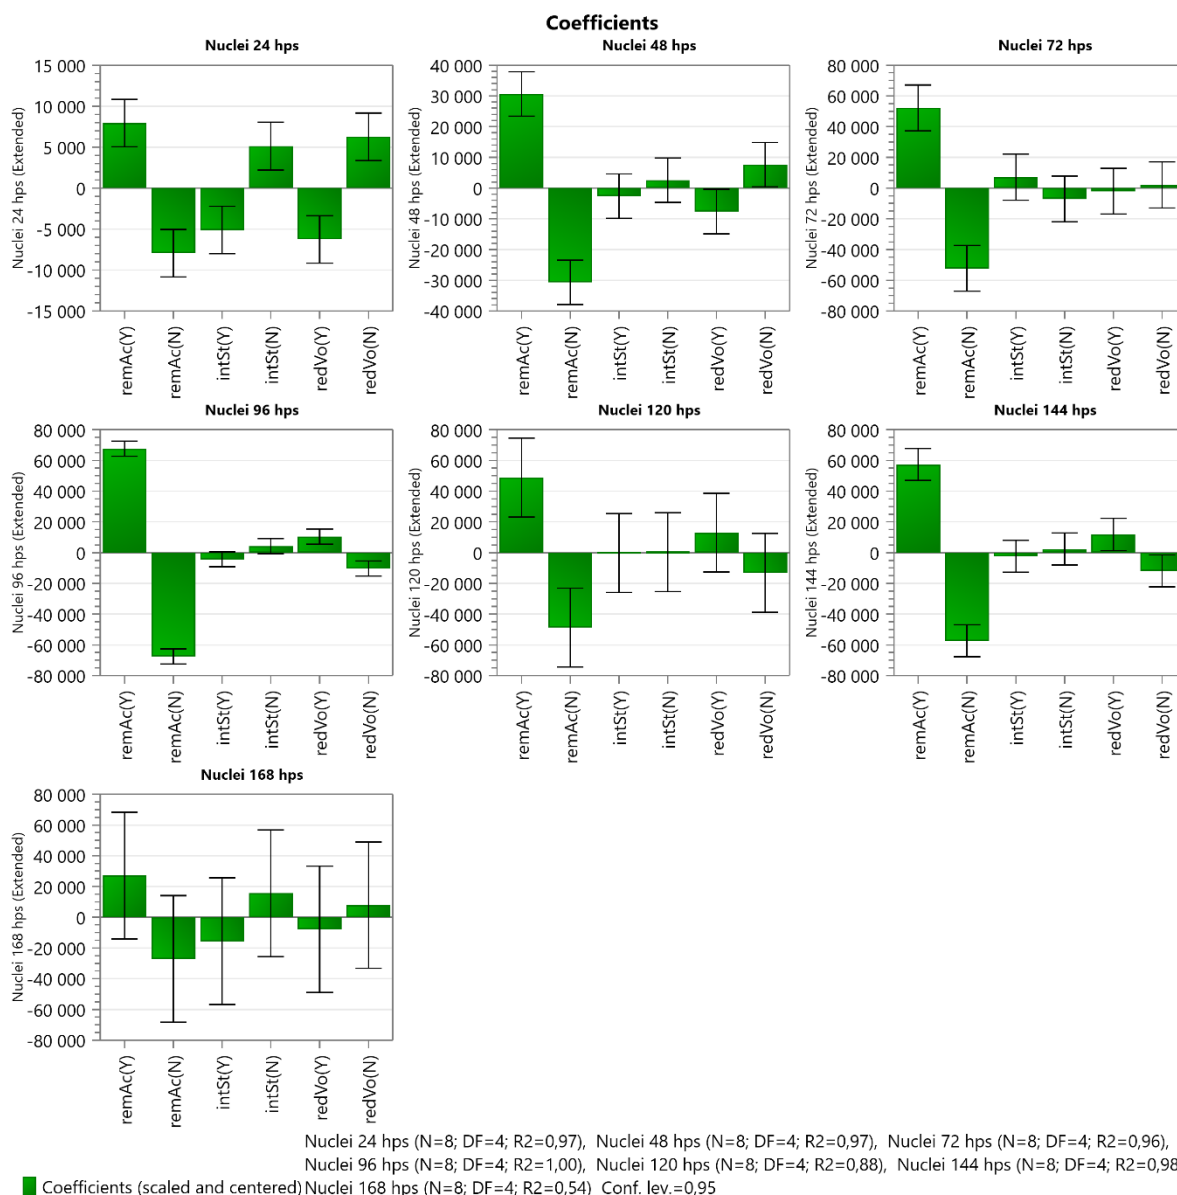 Coefficients
Nuclei 24 hps
Nuclei 48 hps
Nuclei 72 hps
Nuclei 24 hps (Extended)
15 000
10 000
5 000
0
-5 000
-10 000
-15 000
remAc(Y)
remAc(N)
intSt(Y)
intSt(N)
redVo(Y)
redVo(N)
Nuclei 48 hps (Extended)
40 000
30 000
20 000
10 000
0
-10 000
-20 000
-30 000
-40 000
remAc(Y)
remAc(N)
intSt(Y)
intSt(N)
redVo(Y)
redVo(N)
Nuclei 72 hps (Extended)
80 000
60 000
40 000
20 000
0
-20 000
-40 000
-60 000
-80 000
remAc(Y)
remAc(N)
intSt(Y)
intSt(N)
redVo(Y)
redVo(N)
Nuclei 96 hps
Nuclei 120 hps
Nuclei 144 hps
Nuclei 96 hps (Extended)
80 000
60 000
40 000
20 000
0
-20 000
-40 000
-60 000
-80 000
remAc(Y)
remAc(N)
intSt(Y)
intSt(N)
redVo(Y)
redVo(N)
Nuclei 120 hps (Extended)
80 000
60 000
40 000
20 000
0
-20 000
-40 000
-60 000
-80 000
remAc(Y)
remAc(N)
intSt(Y)
intSt(N)
redVo(Y)
redVo(N)
Nuclei 144 hps (Extended)
80 000
60 000
40 000
20 000
0
-20 000
-40 000
-60 000
-80 000
remAc(Y)
remAc(N)
intSt(Y)
intSt(N)
redVo(Y)
redVo(N)
Nuclei 168 hps
Nuclei 168 hps (Extended)
80 000
60 000
40 000
20 000
0
-20 000
-40 000
-60 000
-80 000
remAc(Y)
remAc(N)
intSt(Y)
intSt(N)
redVo(Y)
redVo(N)
Nuclei 24 hps (N=8; DF=4; R2=0,97), Nuclei 48 hps (N=8; DF=4; R2=0,97), Nuclei 72 hps (N=8; DF=4; R2=0,96),
Nuclei 96 hps (N=8; DF=4; R2=1,00), Nuclei 120 hps (N=8; DF=4; R2=0,88), Nuclei 144 hps (N=8; DF=4; R2=0,98
Coefficients (scaled and centered) Nuclei 168 hps (N=8; DF=4; R2=0,54) Conf. lev.=0,95